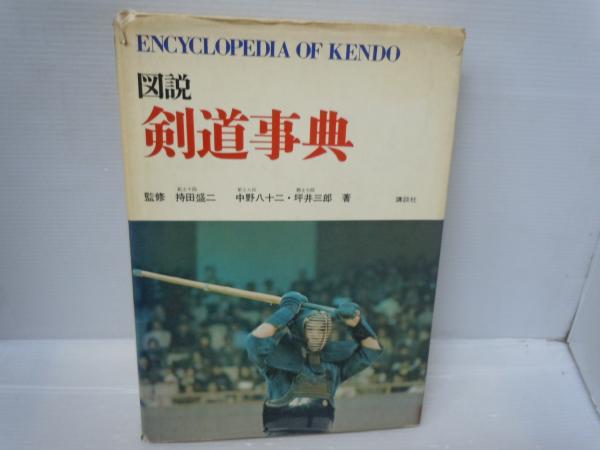 ENCYCLOPEDIA OF KENDO
図説
剣道事典
監修 持田盛二 中野八十二・坪井三郎 著 講談社